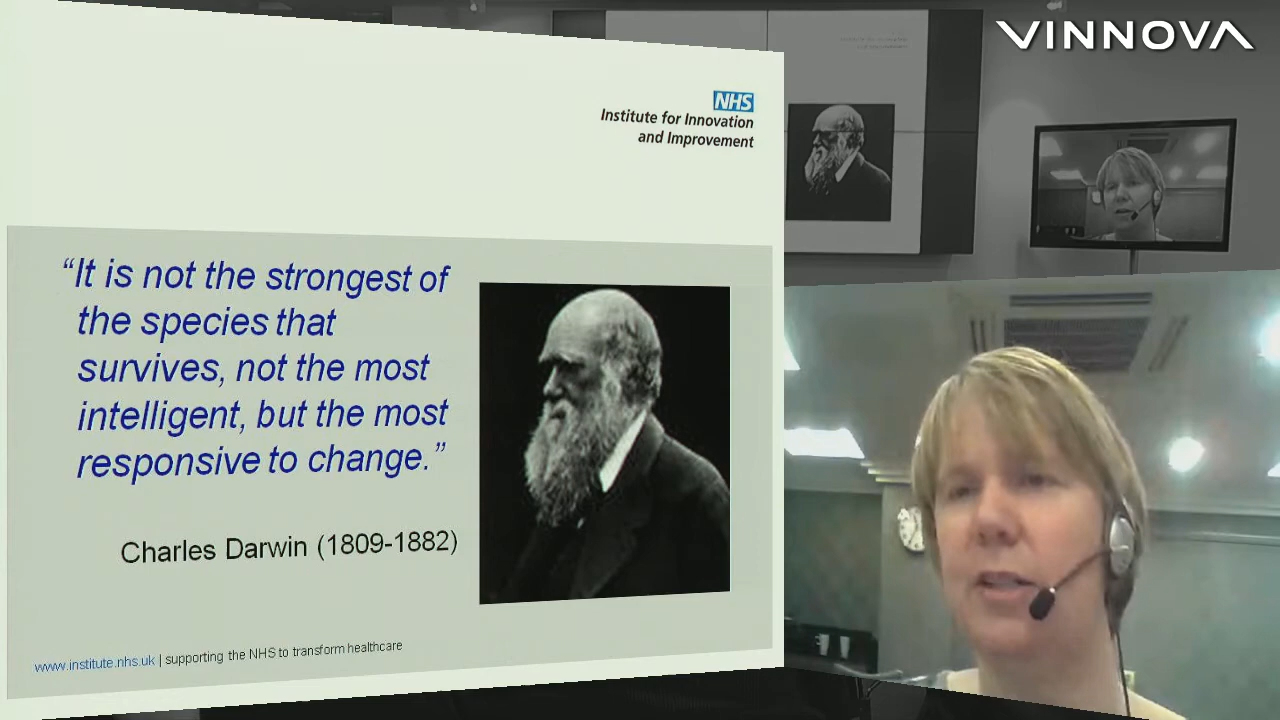 VINNOVA
NHS
Institute for Innovation
and Improvement
“It is not the strongest of
the species that
survives, not the most
intelligent, but the most
responsive to change.”
Charles Darwin (1809-1882)
www.institute.nhs.uk | supporting the NHS to transform healthcare